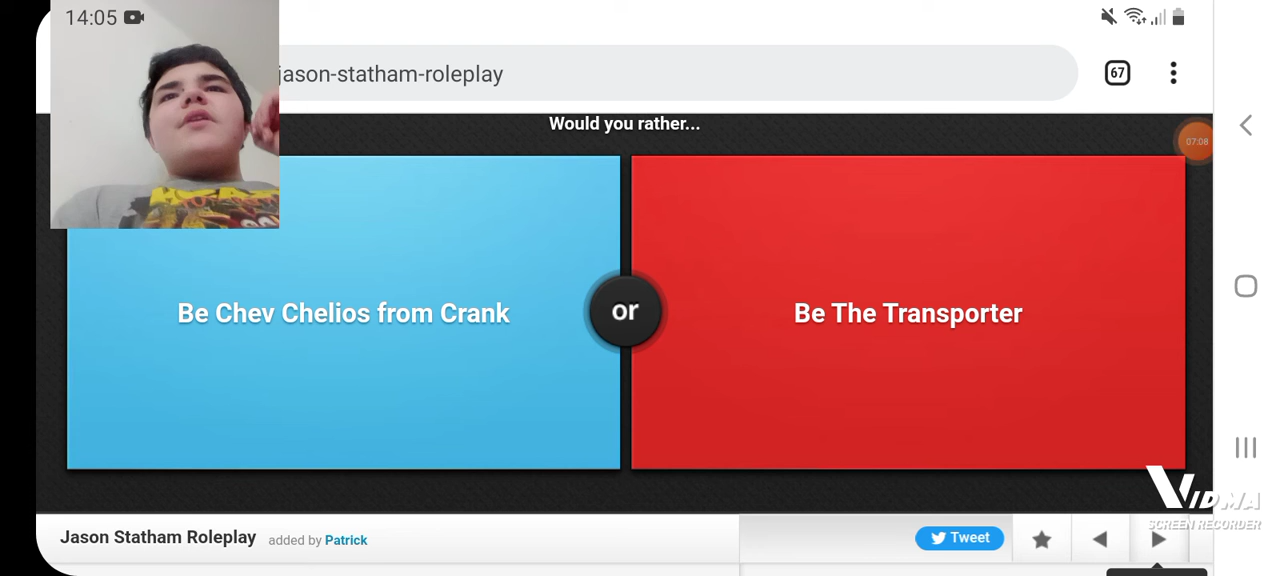 14:05
jason-statham-roleplay
67
Would you rather...
07:08
Be Chev Chelios from Crank
or
Be The Transporter
VIDMA
SCREEN RECORDER
Jason Statham Roleplay added by Patrick
Tweet